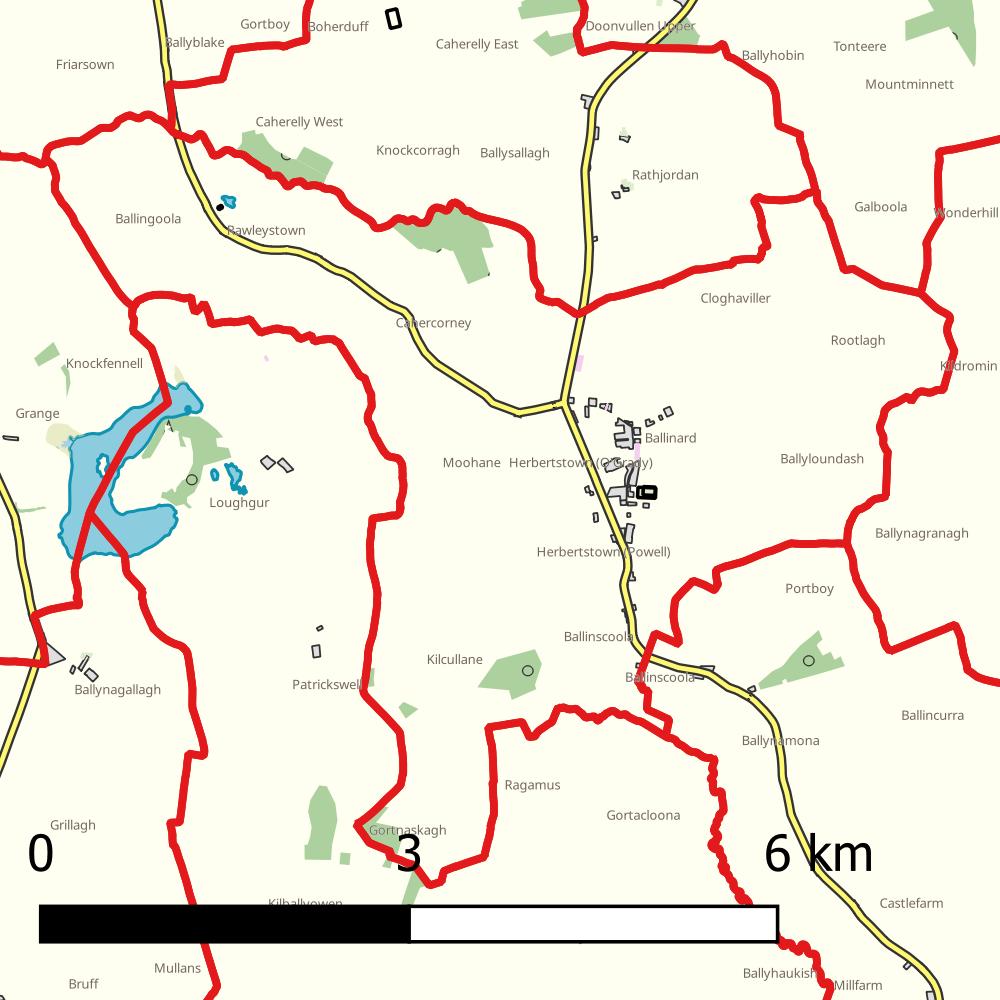 Gortboy
Boherduff
Doonvullen Upper
Ballyblake
Caherelly East
Tonteere
Ballyhobin
Friarsown
Mountminnett
Caherelly West
Knockcorragh
Ballysallagh
Rathjordan
Galboola
Wonderhill
Ballingoola
Rawleystown
Cloghaviller
Cahercorney
Rootlagh
Knockfennell
Kildromin
Grange
Ballinard
Moohane
Herbertstown (O'Grady)
Ballyloundash
Loughgur
Ballynagranagh
Herbertstown (Powell)
Portboy
Ballinscoola
Kilcullane
Ballinscoola
Patrickswell
Ballynagallagh
Ballincurra
Ballynamona
Ragamus
Gortacloona
Grillagh
Gortnaskagh
0
3
6 km
Kilballyowen
Castlefarm
Mullans
Ballyhaukish
Bruff
Millfarm